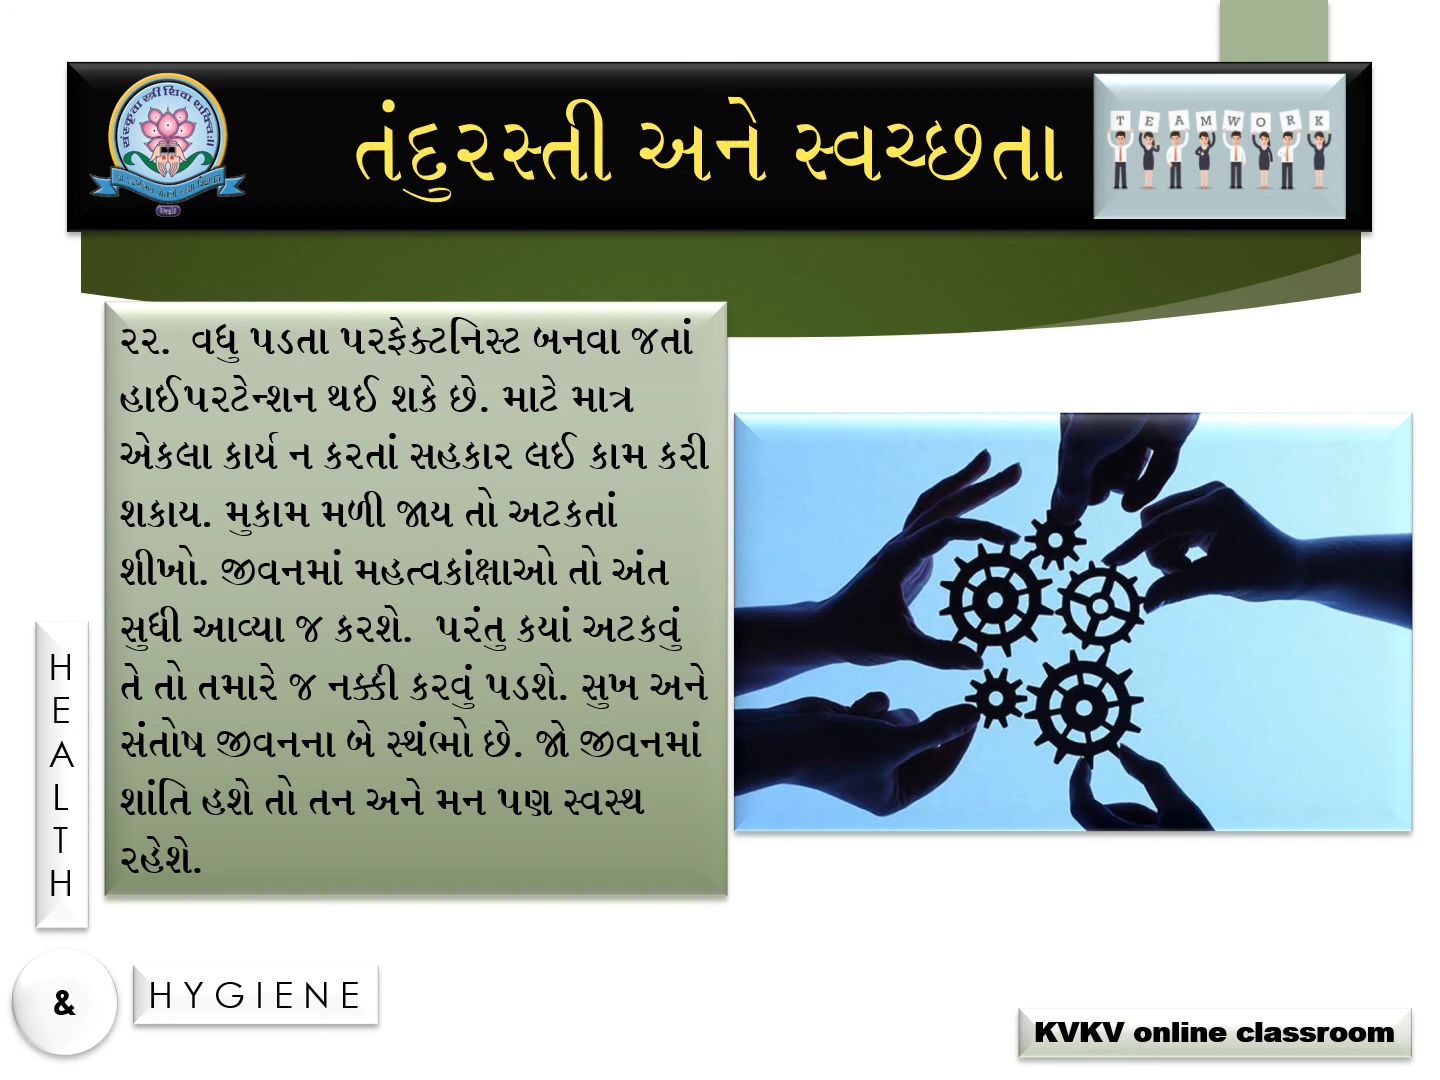 સંસ્કૃતા સ્ત્રી શિવા શક્તિઃ॥
તંદુરસ્તી અને સ્વચ્છતા
TEAMWORK
૨૨. વધુ પડતા પરફેક્ટનિસ્ટ બનવા જતાં
હાઈપરટેન્શન થઈ શકે છે. માટે માત્ર
એકલા કાર્ય ન કરતાં સહકાર લઈ કામ કરી
શકાય. મુકામ મળી જાય તો અટકતાં
શીખો. જીવનમાં મહત્વકાંક્ષાઓ તો અંત
સુધી આવ્યા જ કરશે. પરંતુ કયાં અટકવું
તે તો તમારે જ નક્કી કરવું પડશે. સુખ અને
સંતોષ જીવનના બે સ્થંભો છે. જો જીવનમાં
શાંતિ હશે તો તન અને મન પણ સ્વસ્થ
રહેશે.
HEALTH
&
HYGIENE
KVKV online classroom